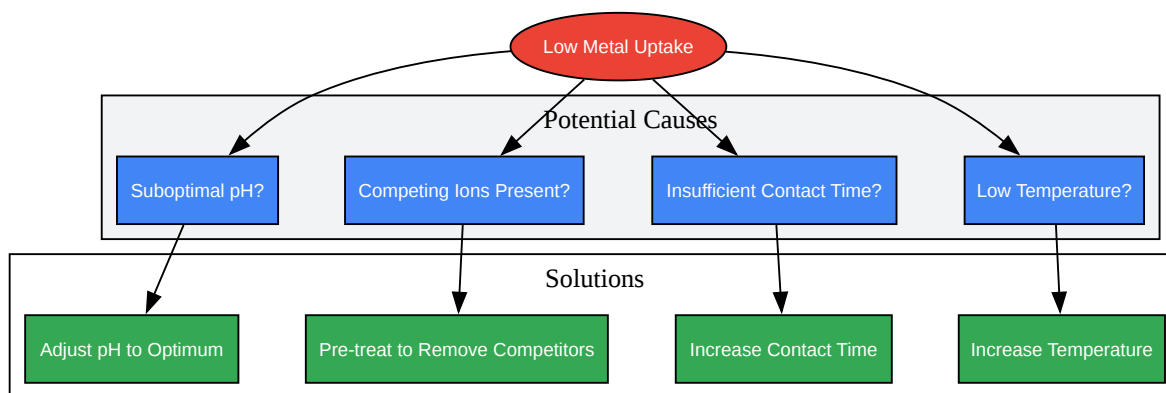 Low Metal Uptake
Potential Causes
Suboptimal pH?
Competing Ions Present?
Insufficient Contact Time?
Low Temperature?
Solutions
Adjust pH to Optimum
Pre-treat to Remove Competitors
Increase Contact Time
Increase Temperature